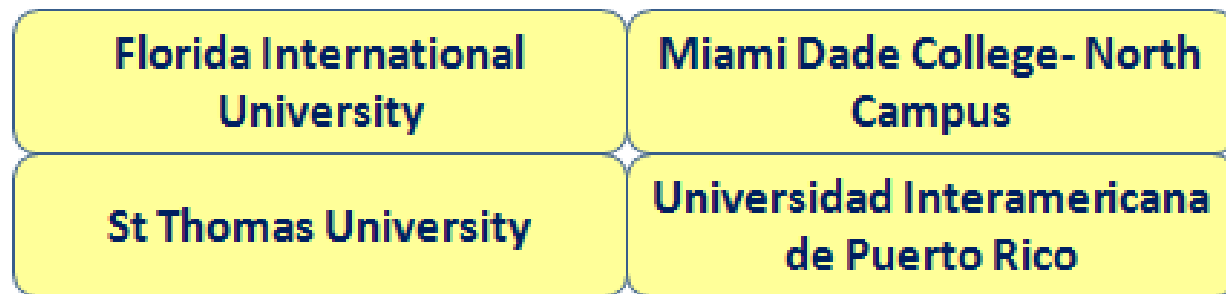 Florida International
University
Miami Dade College- North
Campus
St Thomas University
Universidad Interamericana
de Puerto Rico